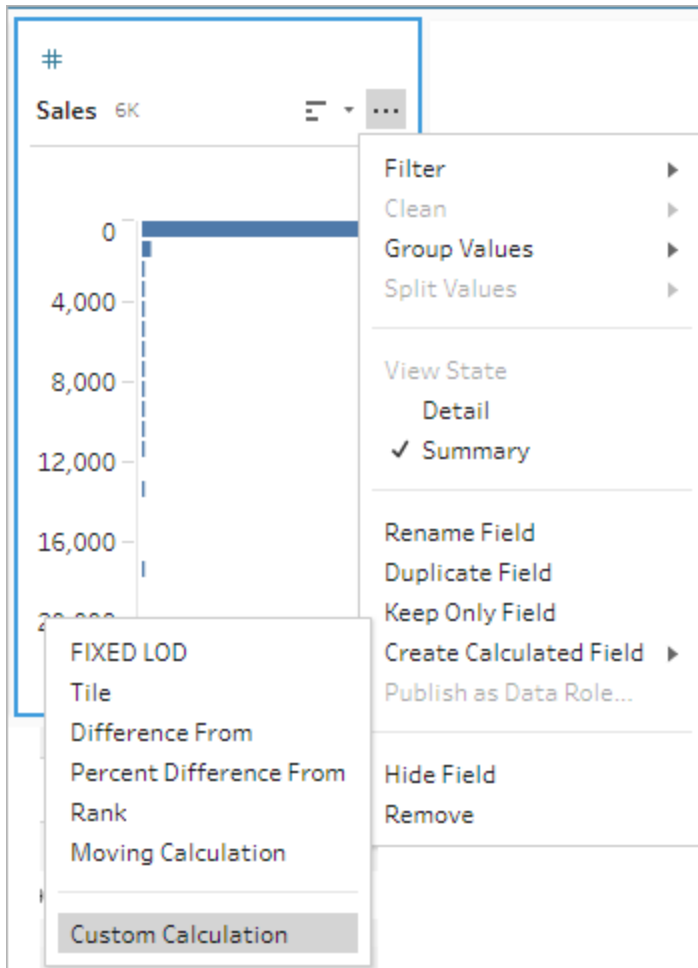 #
Sales 6K
...
Filter
Clean
Group Values
Split Values
View State
Detail
✓ Summary
Rename Field
Duplicate Field
Keep Only Field
Create Calculated Field
Publish as Data Role...
Hide Field
Remove
0
4,000
8,000
12,000
16,000
FIXED LOD
Tile
Difference From
Percent Difference From
Rank
Moving Calculation
Custom Calculation